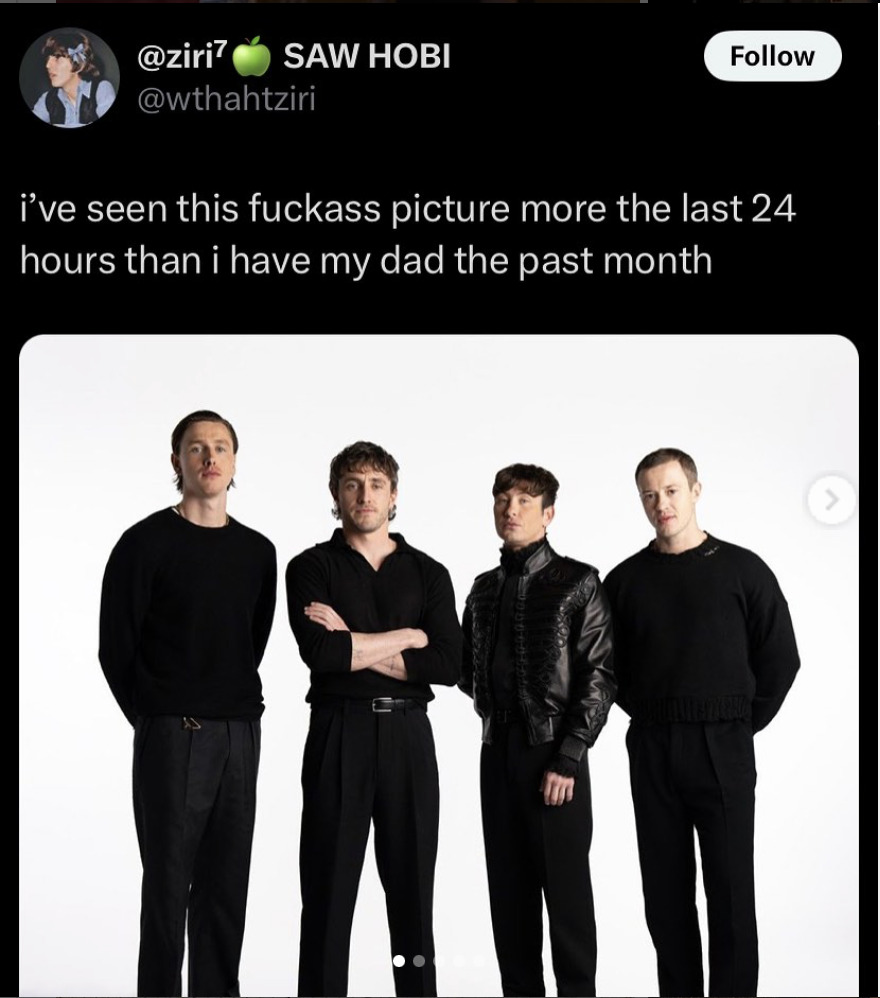 @ziri⁷🍏 SAW HOBI
@wthahtziri
Follow
i’ve seen this fuckass picture more the last 24
hours than i have my dad the past month